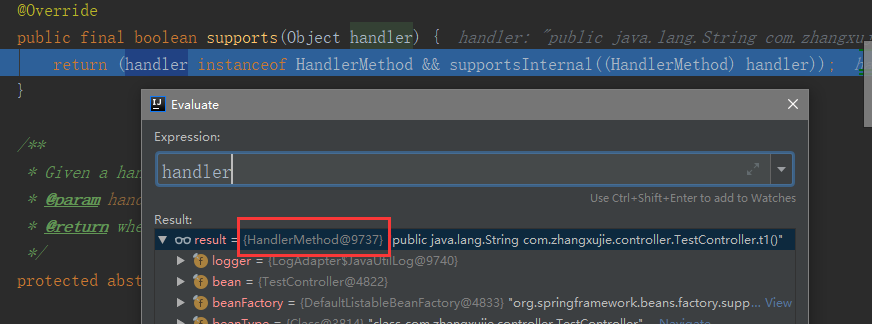 @Override
public final boolean supports(Object handler) { handler: "public java.lang.String com.zhangxuj
return (handler instanceof HandlerMethod && supportsInternal((HandlerMethod) handler));
}
Evaluate
Expression:
handler
/**
* Given a han
Use Ctrl+Shift+Enter to add to Watches
* @param hand
Result:
* @return whe
result = {HandlerMethod@9737} "public java.lang.String com.zhangxujie.controller.TestController.t1()"
*/
logger = {LogAdapter$JavaUtilLog@9740}
protected abst
bean = {TestController@4822}
beanFactory = {DefaultListableBeanFactory@4833} "org.springframework.beans.factory.supp... View
beanType = {Class@3814} "class com.zhangxujie.controller.TestController" Navigate